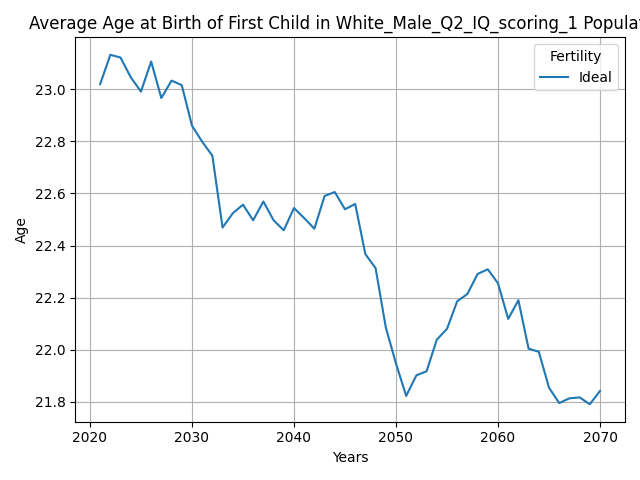 Average Age at Birth of First Child in White_Male_Q2_IQ_scoring_1
Fertility
Ideal
23.0
22.8
22.6
22.4
22.2
22.0
21.8
Age
2020
2030
2040
2050
2060
2070
Years